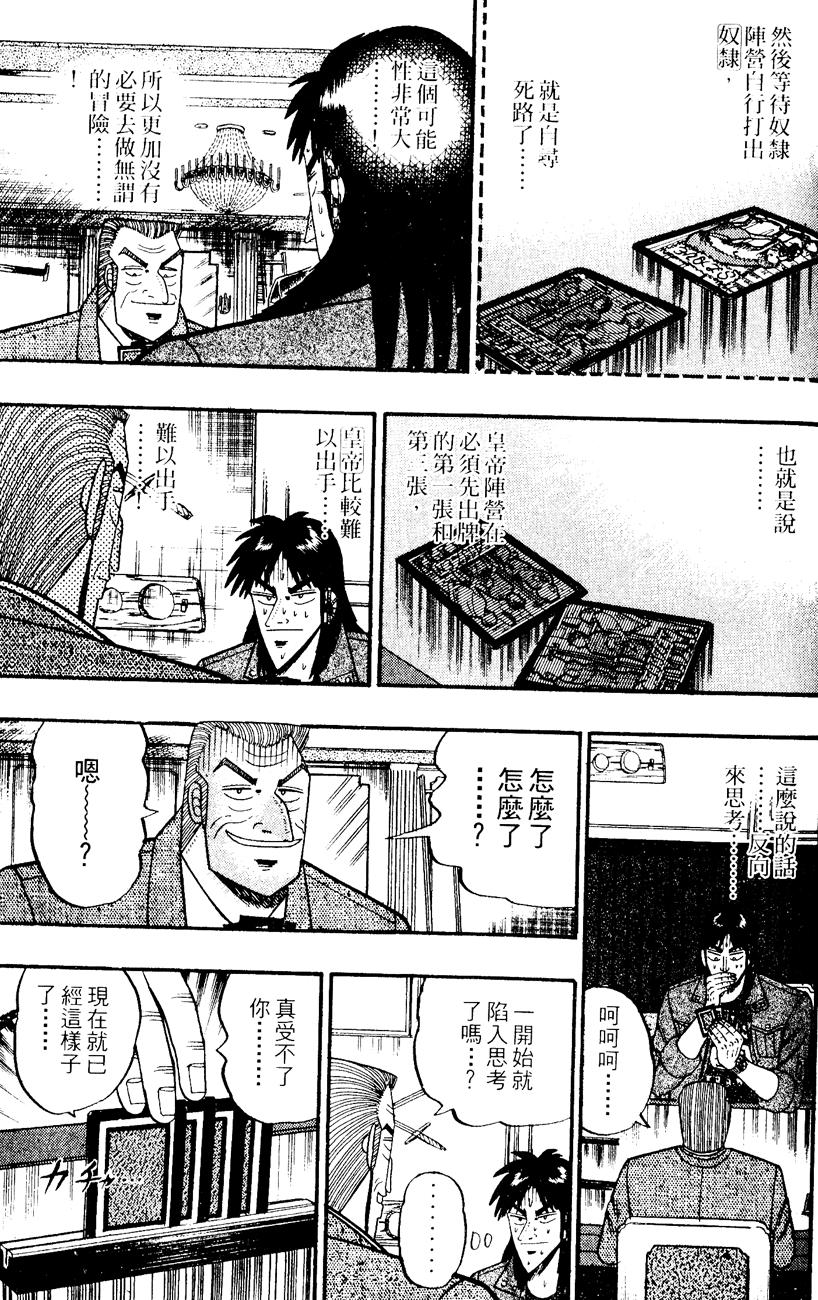 然後等待奴隸
陣營自行打出
奴隸，
就是自尋
死路了……
這個可能
性非常大
………！
所以更加沒有
必要去做無謂
的冒險………
！
也就是說
………
皇帝陣營在
必須先出牌
的第一張和
第三張，
皇帝比較難
以出手……
難以出手
………！
這麼說的話
………反向
來思考………
呵呵呵……
怎麼了
怎麼了
……？
嗯～～～？
一開始就
陷入思考
了嗎…？
………
真受不了
你……
現在就已
經這樣子
了……
カチャ